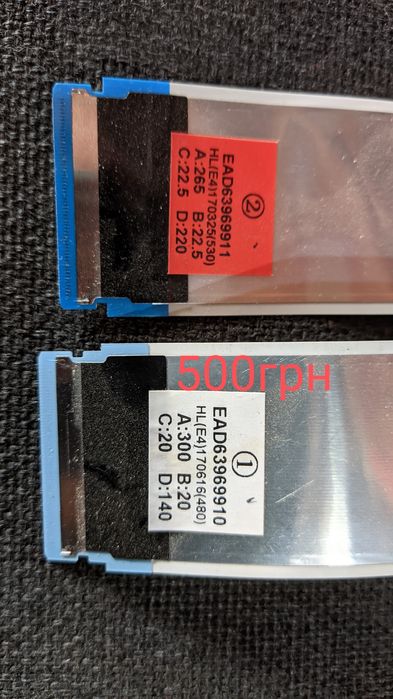 ②
EAD63969911
HL(E4)170325(530)
A:265 B:22.5
C:22.5 D:220
500грн
①
EAD63969910
HL(E4)170616(480)
A:300 B:20
C:20 D:140